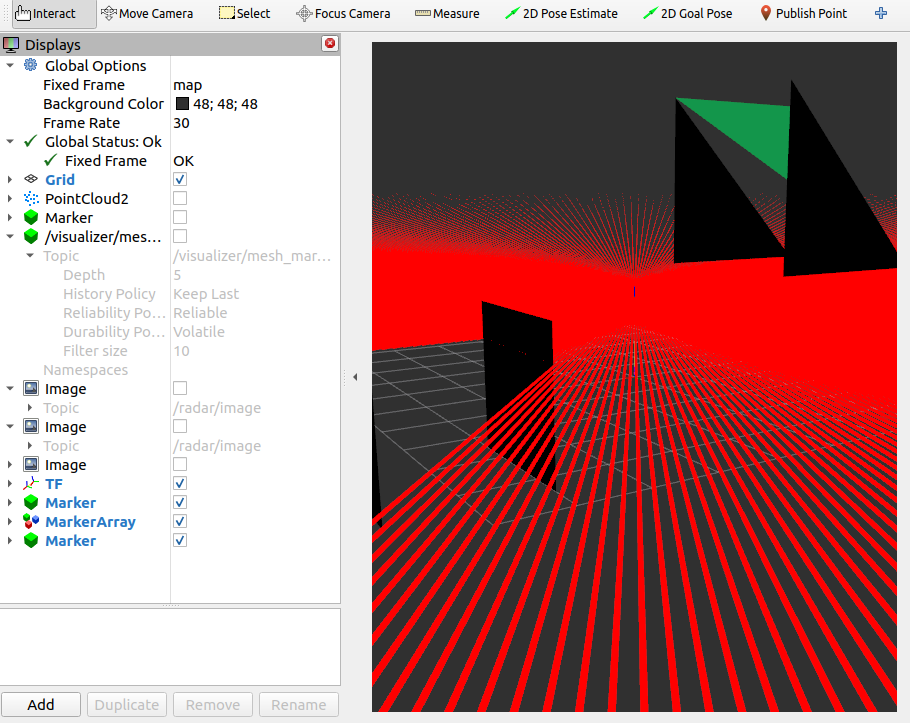 Interact Move Camera Select Focus Camera Measure 2D Pose Estimate 2D Goal Pose Publish Point
Displays
Global Options
Fixed Frame map
Background Color 48; 48; 48
Frame Rate 30
Global Status: Ok
Fixed Frame OK
Grid
PointCloud2
Marker
/visualizer/mes...
Topic /visualizer/mesh_mar...
Depth 5
History Policy Keep Last
Reliability Po... Reliable
Durability Po... Volatile
Filter size 10
Namespaces
Image
Topic /radar/image
Image
Topic /radar/image
Image
TF
Marker
MarkerArray
Marker
Add Duplicate Remove Rename